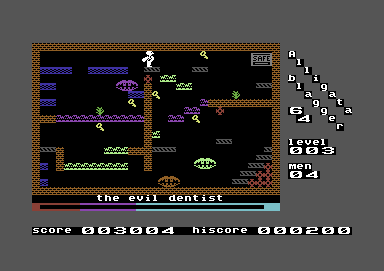 SAFE
Alligata
blagger
64
level
003
men
04
the evil dentist
score 003004 hiscore 000200